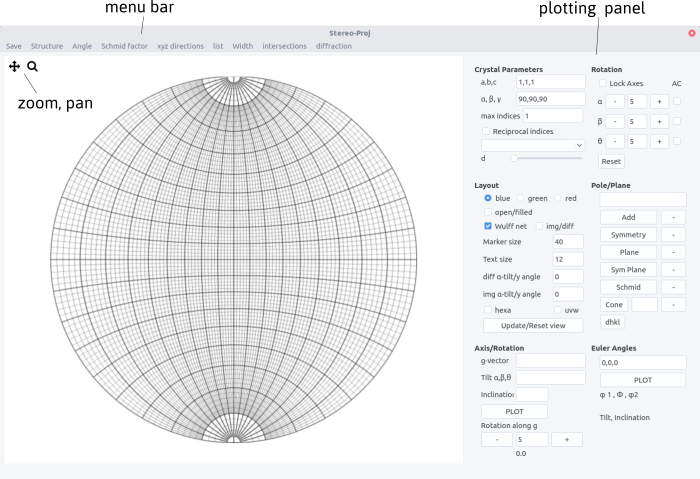 menu bar
plotting panel
Stereo-Proj
Save Structure Angle Schmid factor xyz directions list Width intersections diffraction
zoom, pan
Crystal Parameters
a,b,c 1,1,1
α, β, γ 90,90,90
max indices 1
Reciprocal indices
d
Rotation
Lock Axes AC
α - 5 +
β - 5 +
θ - 5 +
Reset
Layout
blue green red
open/filled
Wulff net img/diff
Marker size 40
Text size 12
diff α-tilt/y angle 0
img α-tilt/y angle 0
hexa uvw
Update/Reset view
Pole/Plane
Add -
Symmetry -
Plane -
Sym Plane -
Schmid -
Cone -
dhkl
Axis/Rotation
g-vector
Tilt α,β,θ
Inclination
PLOT
Rotation along g
- 5 +
0.0
Euler Angles
0,0,0
PLOT
φ 1 , Φ , φ2
Tilt, Inclination